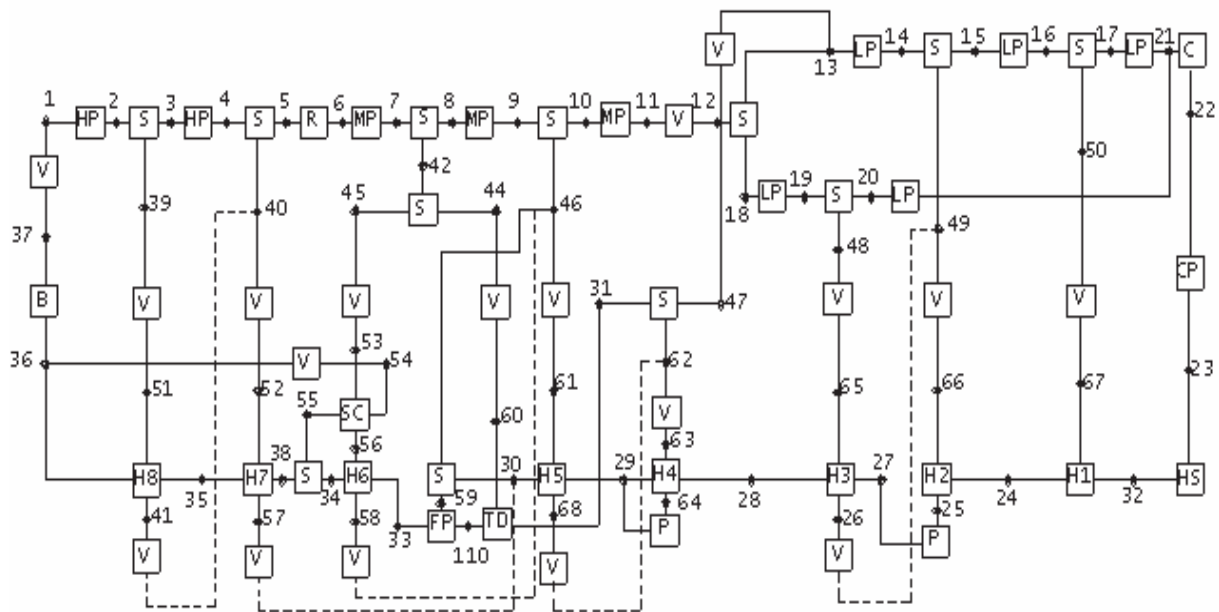 V 13 LP 14 S 15 LP 16 S 17 LP 21 C
1 HP 2 S 3 HP 4 S 5 R 6 MP 7 S 8 MP 9 S 10 MP 11 V 12 S 22
V 42 50
39 40 45 S 44 46 18 LP 19 S 20 LP
37 48 49 CP
B V V V V V 31 S 47 V V V
36 V 53 54 62 23
51 52 55 SC 60 61 V 65 66 67
56 63
H8 35 H7 38 S 34 H6 S 30 H5 29 H4 28 H3 27 H2 24 H1 32 HS
41 57 58 33 59 FP 110 TD 68 64 P 26 25 P
V V V V V